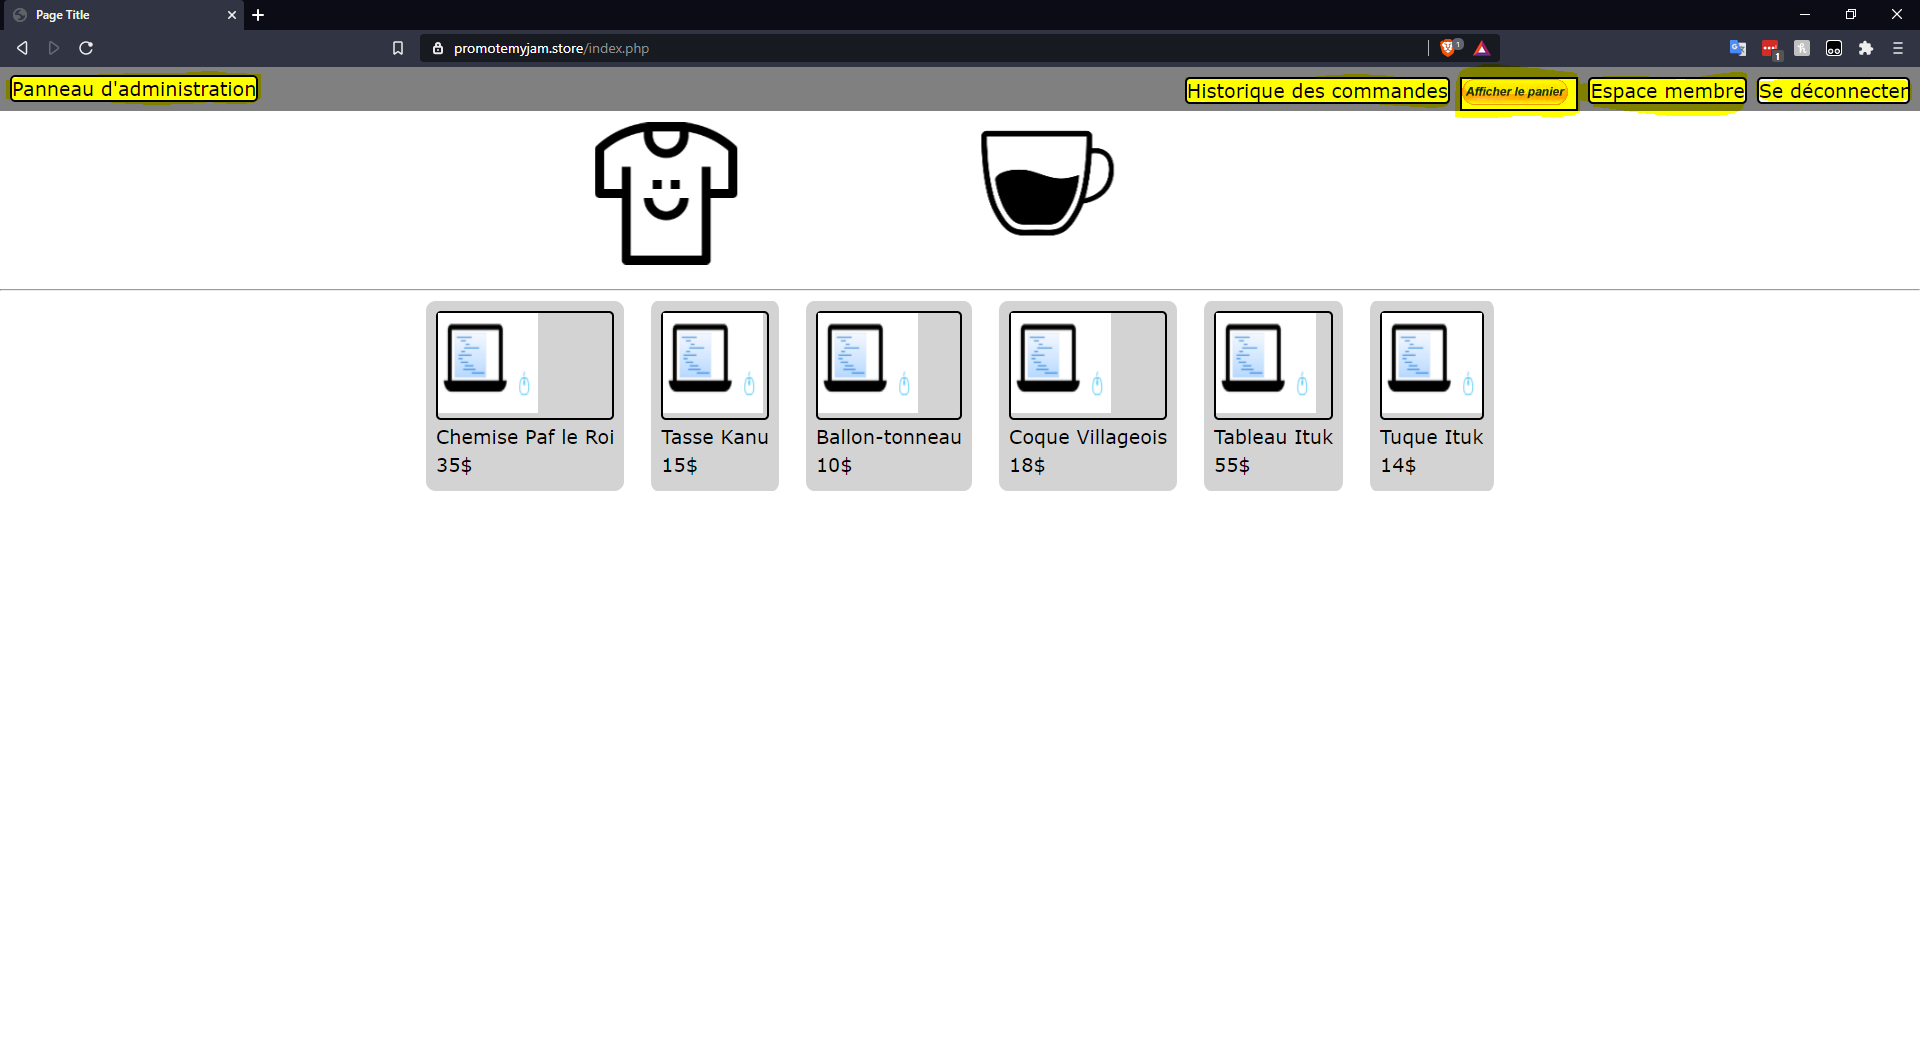 Page Title
promotemyjam.store/index.php
1
1
Panneau d'administration
Historique des commandes
Afficher le panier
Espace membre
Se déconnecter
Chemise Paf le Roi
35$
Tasse Kanu
15$
Ballon-tonneau
10$
Coque Villageois
18$
Tableau Ituk
55$
Tuque Ituk
14$